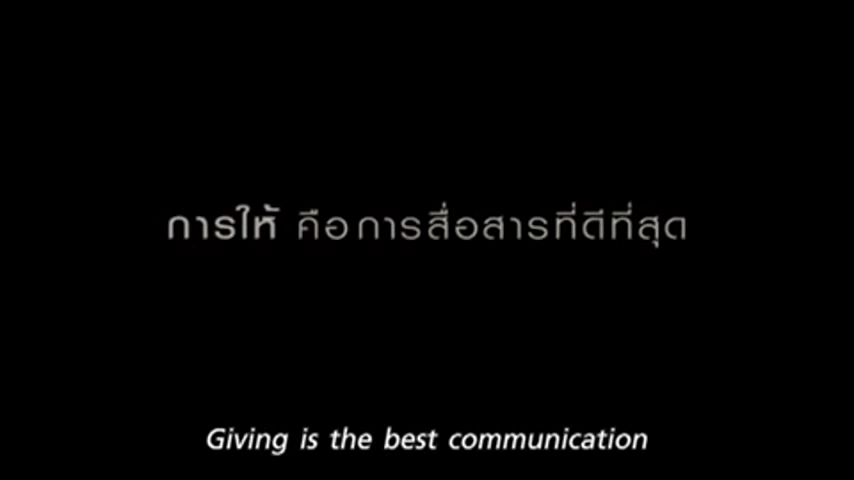 การให้ คือการสื่อสารที่ดีที่สุด
Giving is the best communication